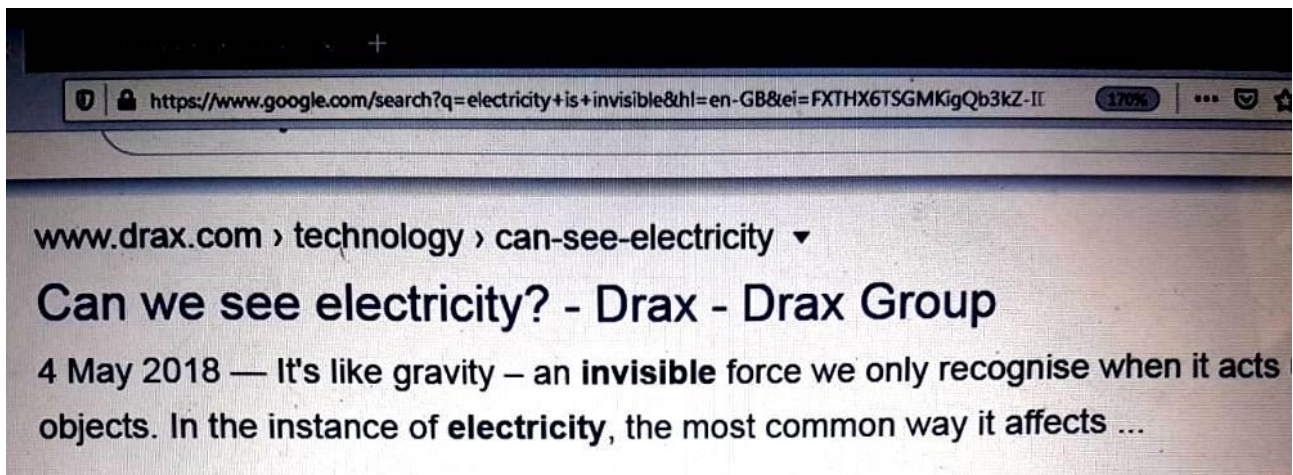 https://www.google.com/search?q=electricity+is+invisible&hl=en-GB&ei=FXTHX6TSGMKigQb3kZ-
170%
www.drax.com › technology › can-see-electricity
Can we see electricity? - Drax - Drax Group
4 May 2018 — It's like gravity – an invisible force we only recognise when it acts
objects. In the instance of electricity, the most common way it affects ...